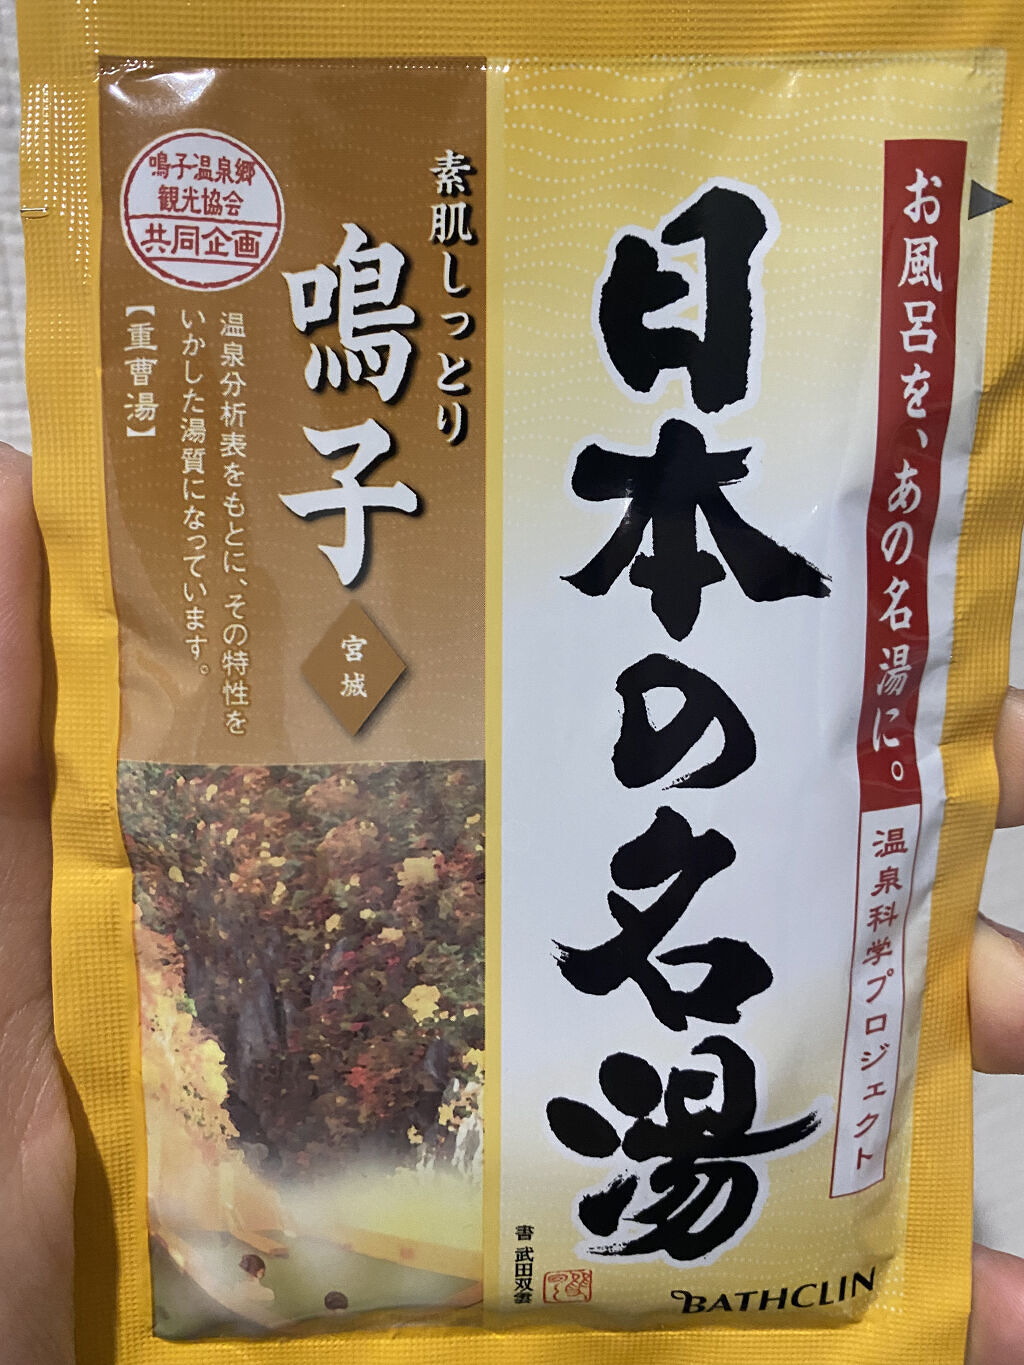 お風呂を、あの名湯に。
温泉科学プロジェクト
日本の名湯
書 武田双雲
BATHCLIN
素肌しっとり
鳴子
宮城
温泉分析表をもとに、その特性を
いかした湯質になっています。
【重曹湯】
鳴子温泉郷
観光協会
共同企画